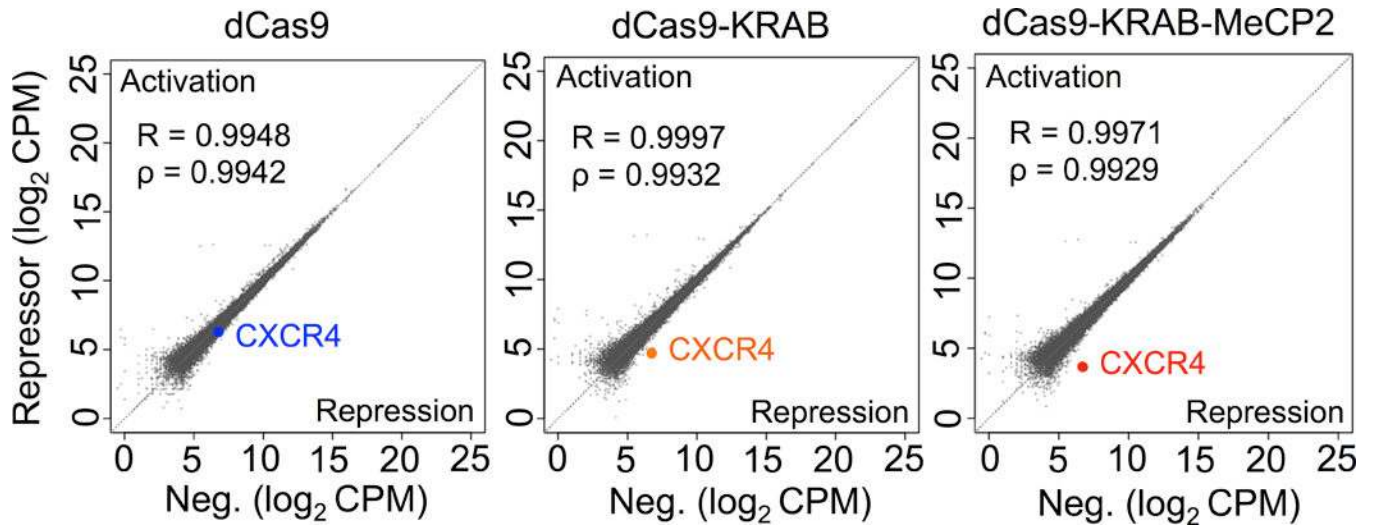 dCas9
dCas9-KRAB
dCas9-KRAB-MeCP2
Repressor (log₂ CPM)
25
20
15
10
5
0
Activation
R = 0.9948
ρ = 0.9942
CXCR4
Repression
0 5 10 15 20 25
Neg. (log₂ CPM)
25
20
15
10
5
0
Activation
R = 0.9997
ρ = 0.9932
CXCR4
Repression
0 5 10 15 20 25
Neg. (log₂ CPM)
25
20
15
10
5
0
Activation
R = 0.9971
ρ = 0.9929
CXCR4
Repression
0 5 10 15 20 25
Neg. (log₂ CPM)